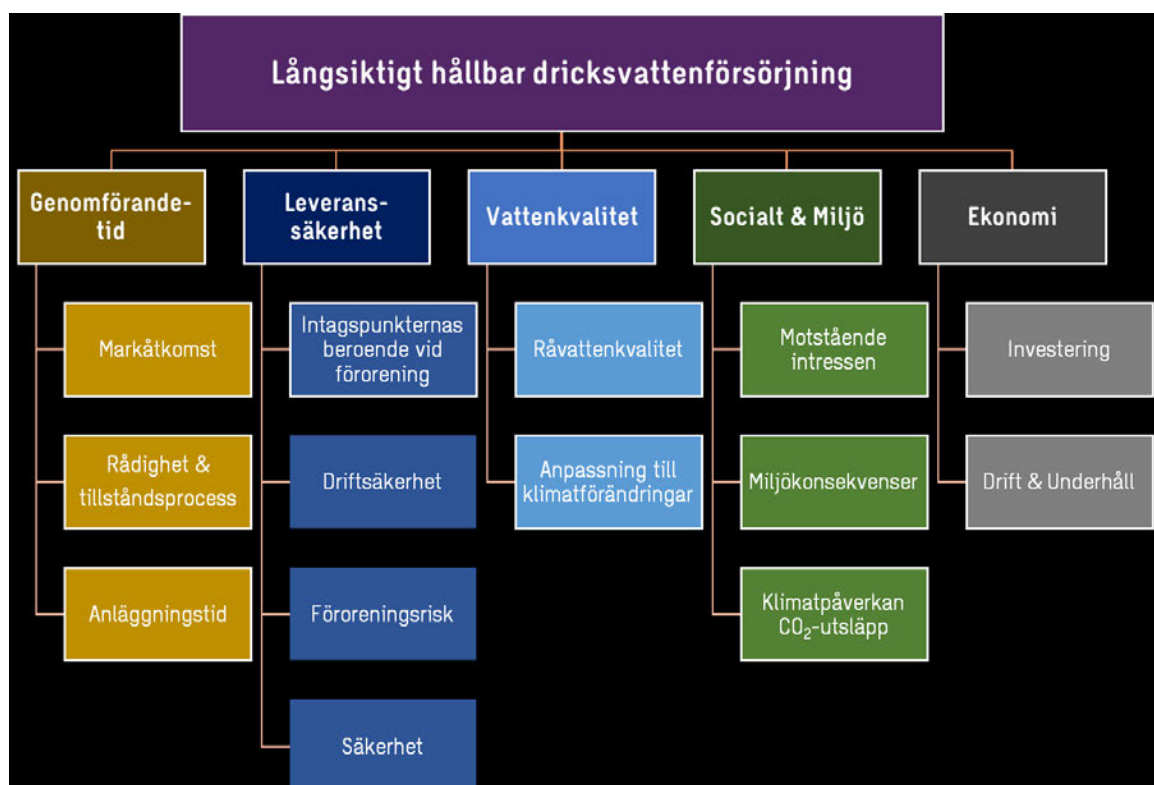 Långsiktigt hållbar dricksvattenförsörjning
Genomförande-
tid
Leverans-
säkerhet
Vattenkvalitet
Socialt & Miljö
Ekonomi
Markåtkomst
Rådighet &
tillståndsprocess
Anläggningstid
Intagspunkternas
beroende vid
förorening
Driftsäkerhet
Föroreningsrisk
Säkerhet
Råvattenkvalitet
Anpassning till
klimatförändringar
Motstående
intressen
Miljökonsekvenser
Klimatpåverkan
CO₂-utsläpp
Investering
Drift & Underhåll